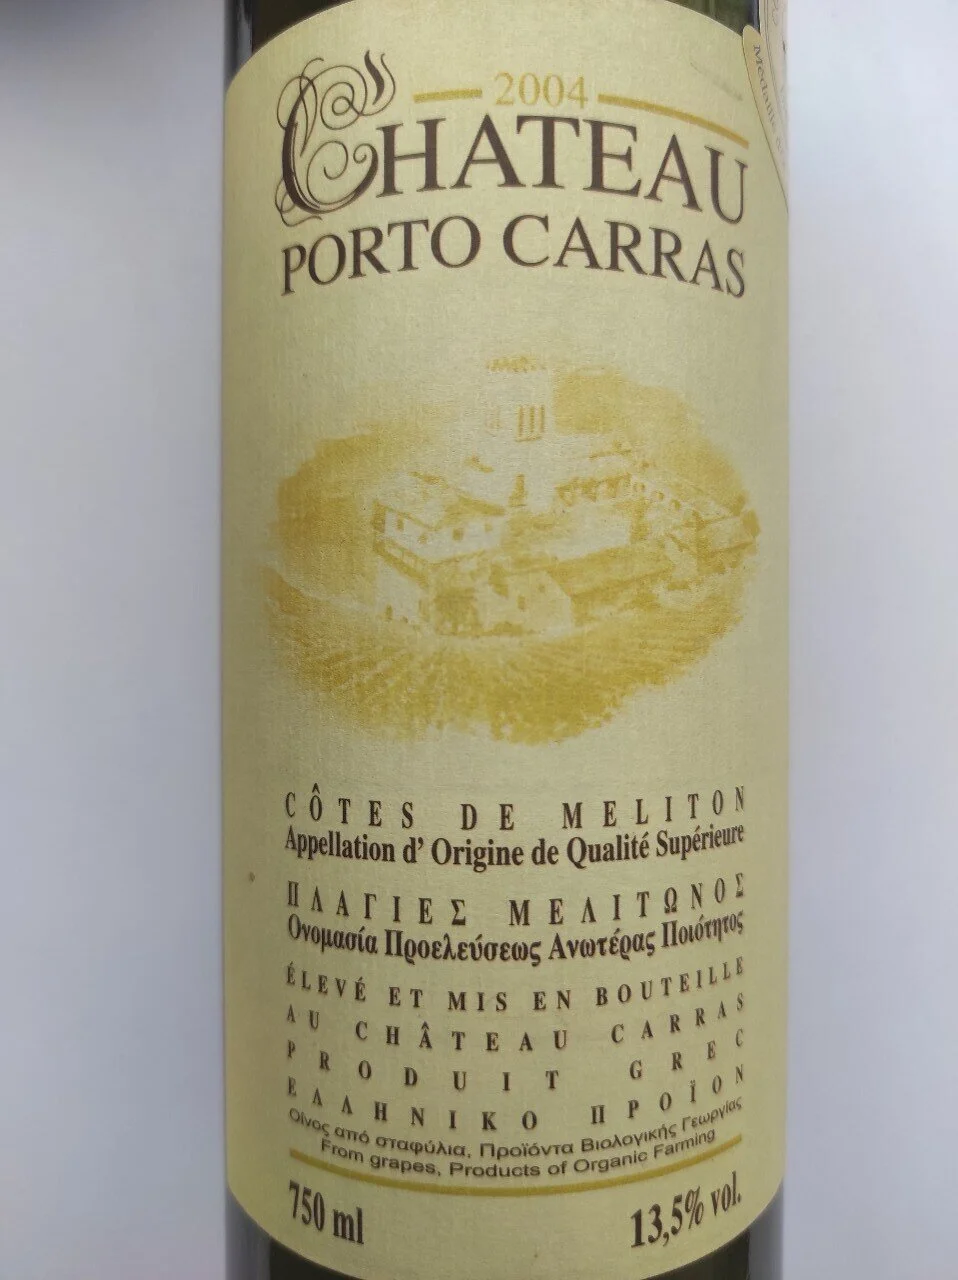 2004
CHATEAU
PORTO CARRAS
Médaille
CÔTES DE MELITON
Appellation d' Origine de Qualité Supérieure
ΠΛΑΓΙΕΣ ΜΕΛΙΤΩΝΟΣ
Ονομασία Προελεύσεως Ανωτέρας Ποιότητος
ÉLEVÉ ET MIS EN BOUTEILLE
AU CHÂTEAU CARRAS
PRODUIT GREC
ΕΛΛΗΝΙΚΟ ΠΡΟΪΟΝ
Οίνος από σταφύλια, Προϊόντα Βιολογικής Γεωργίας
From grapes, Products of Organic Farming
750 ml
13,5% vol.